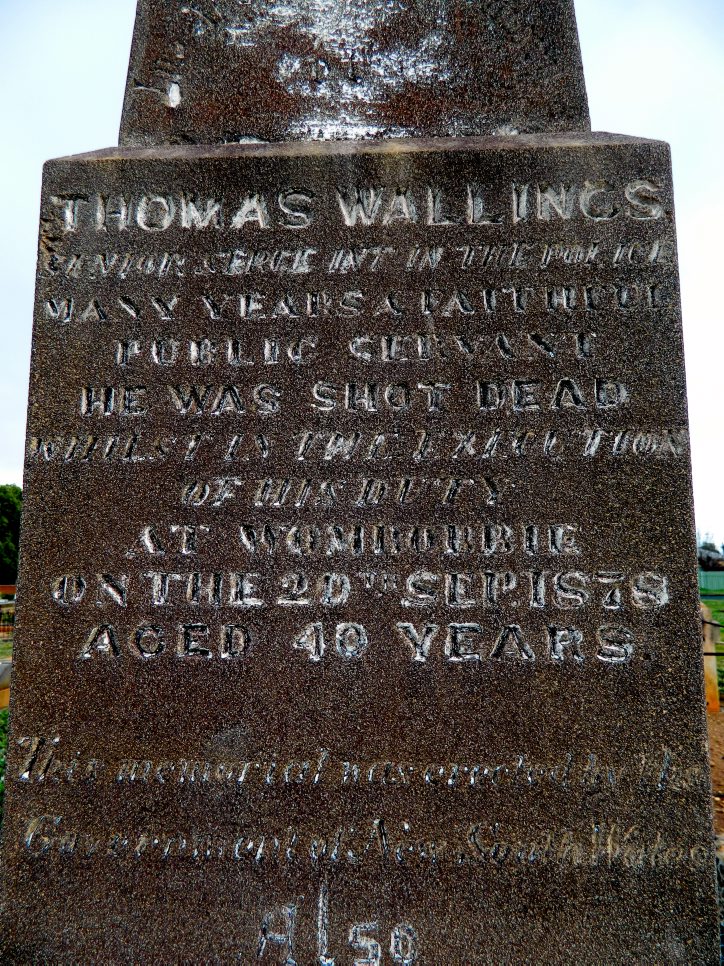 THOMAS WALLINGS
SENIOR SERGEANT IN THE POLICE
MANY YEARS A FAITHFUL
PUBLIC SERVANT
HE WAS SHOT DEAD
WHILST IN THE EXECUTION
OF HIS DUTY
AT WOMBOBBIE
ON THE 20TH SEP. 1878
AGED 40 YEARS.
This memorial was erected by the
Government of New South Wales
Also